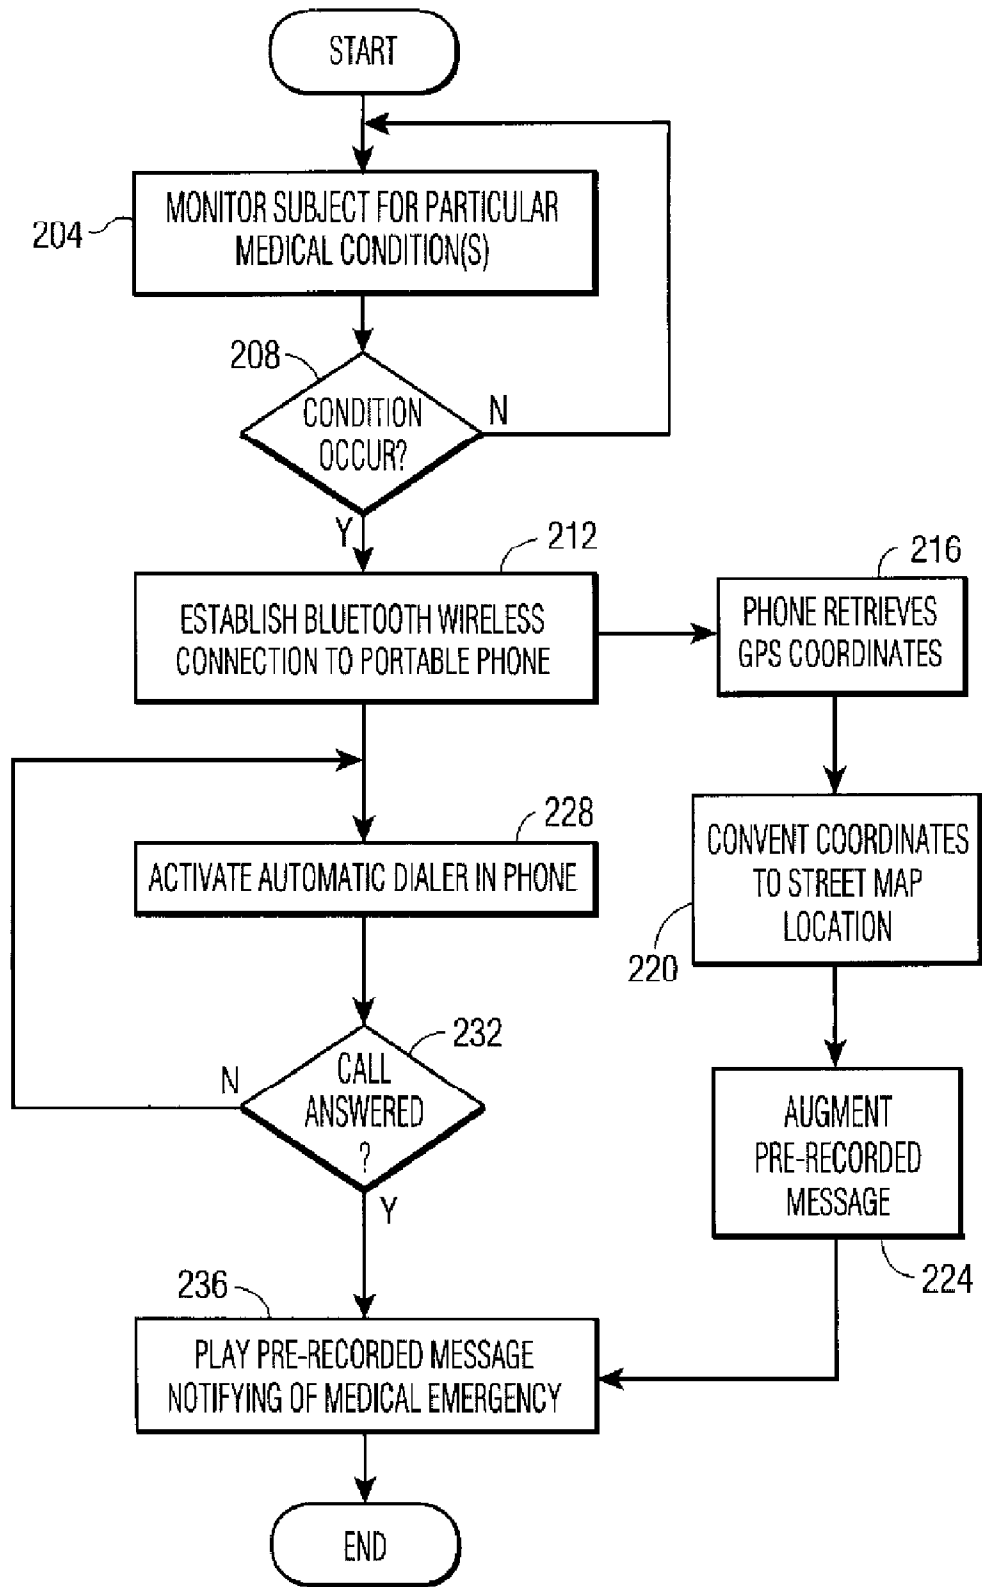 START
MONITOR SUBJECT FOR PARTICULAR
MEDICAL CONDITION(S)
204
208
CONDITION
OCCUR?
N
Y
212
ESTABLISH BLUETOOTH WIRELESS
CONNECTION TO PORTABLE PHONE
216
PHONE RETRIEVES
GPS COORDINATES
228
ACTIVATE AUTOMATIC DIALER IN PHONE
CONVENT COORDINATES
TO STREET MAP
LOCATION
220
232
CALL
ANSWERED
?
N
Y
AUGMENT
PRE-RECORDED
MESSAGE
224
236
PLAY PRE-RECORDED MESSAGE
NOTIFYING OF MEDICAL EMERGENCY
END